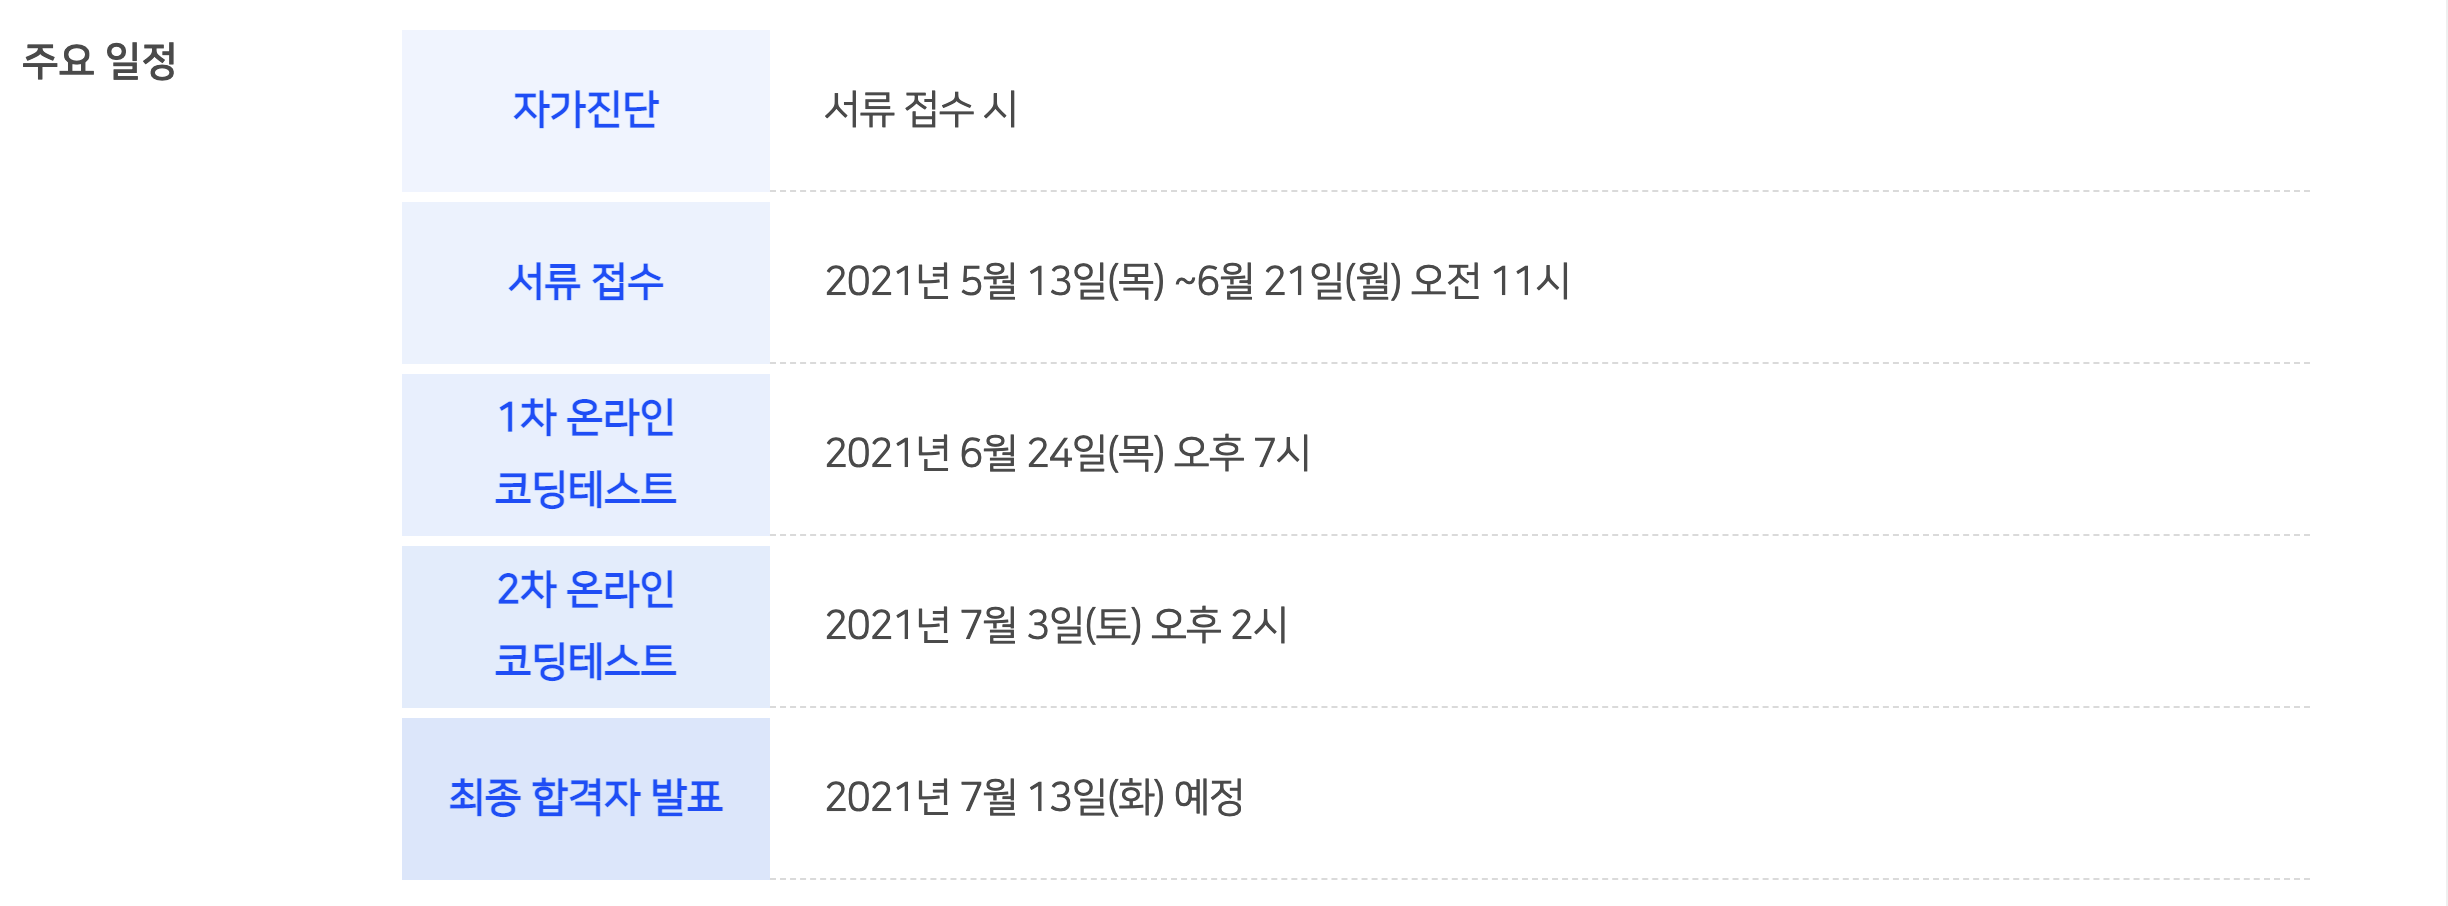 주요 일정
자가진단
서류 접수 시
서류 접수
2021년 5월 13일(목) ~6월 21일(월) 오전 11시
1차 온라인
코딩테스트
2021년 6월 24일(목) 오후 7시
2차 온라인
코딩테스트
2021년 7월 3일(토) 오후 2시
최종 합격자 발표
2021년 7월 13일(화) 예정